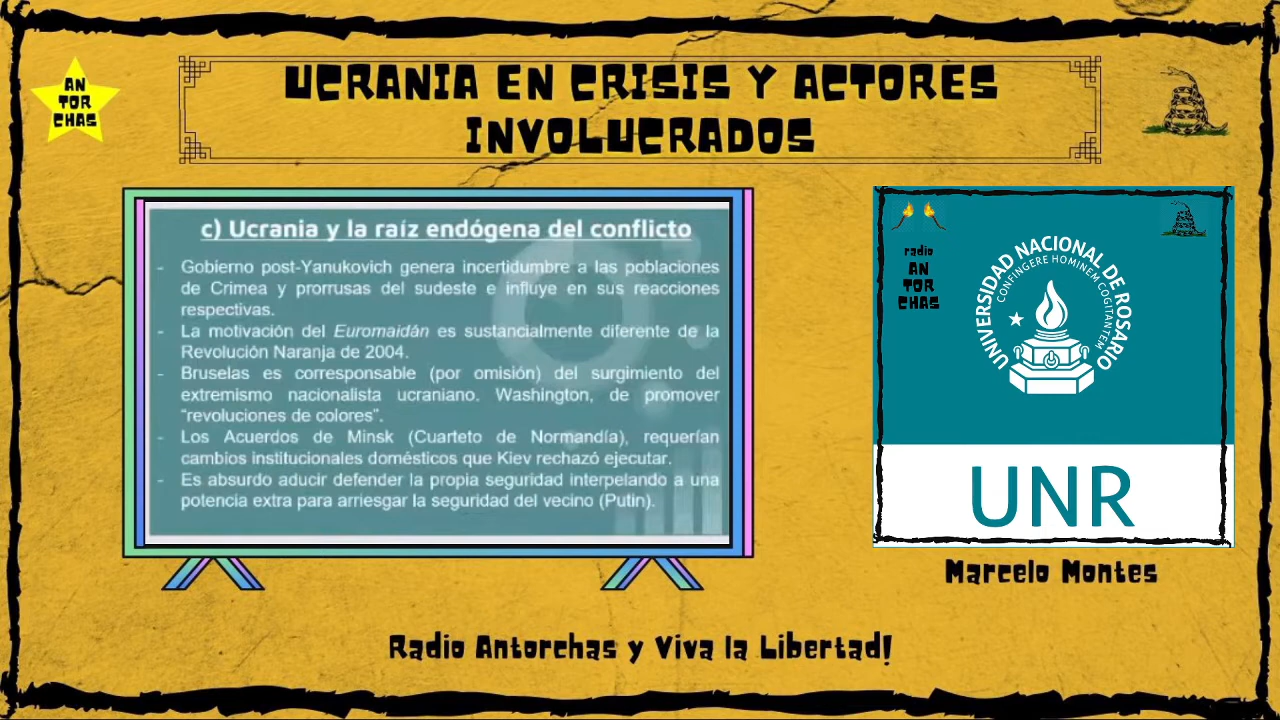 AN
TOR
CHAS
UCRANIA EN CRISIS Y ACTORES
INVOLUCRADOS
c) Ucrania y la raíz endógena del conflicto
- Gobierno post-Yanukovich genera incertidumbre a las poblaciones
de Crimea y prorrusas del sudeste e influye en sus reacciones
respectivas.
- La motivación del Euromaidán es sustancialmente diferente de la
Revolución Naranja de 2004.
- Bruselas es corresponsable (por omisión) del surgimiento del
extremismo nacionalista ucraniano. Washington, de promover
“revoluciones de colores”.
- Los Acuerdos de Minsk (Cuarteto de Normandía), requerían
cambios institucionales domésticos que Kiev rechazó ejecutar.
- Es absurdo aducir defender la propia seguridad interpelando a una
potencia extra para arriesgar la seguridad del vecino (Putin).
radio
AN
TOR
CHAS
UNIVERSIDAD NACIONAL DE ROSARIO
CONFINGERE HOMINEM COGITANTEM
UNR
Marcelo Montes
Radio Antorchas y Viva la Libertad!